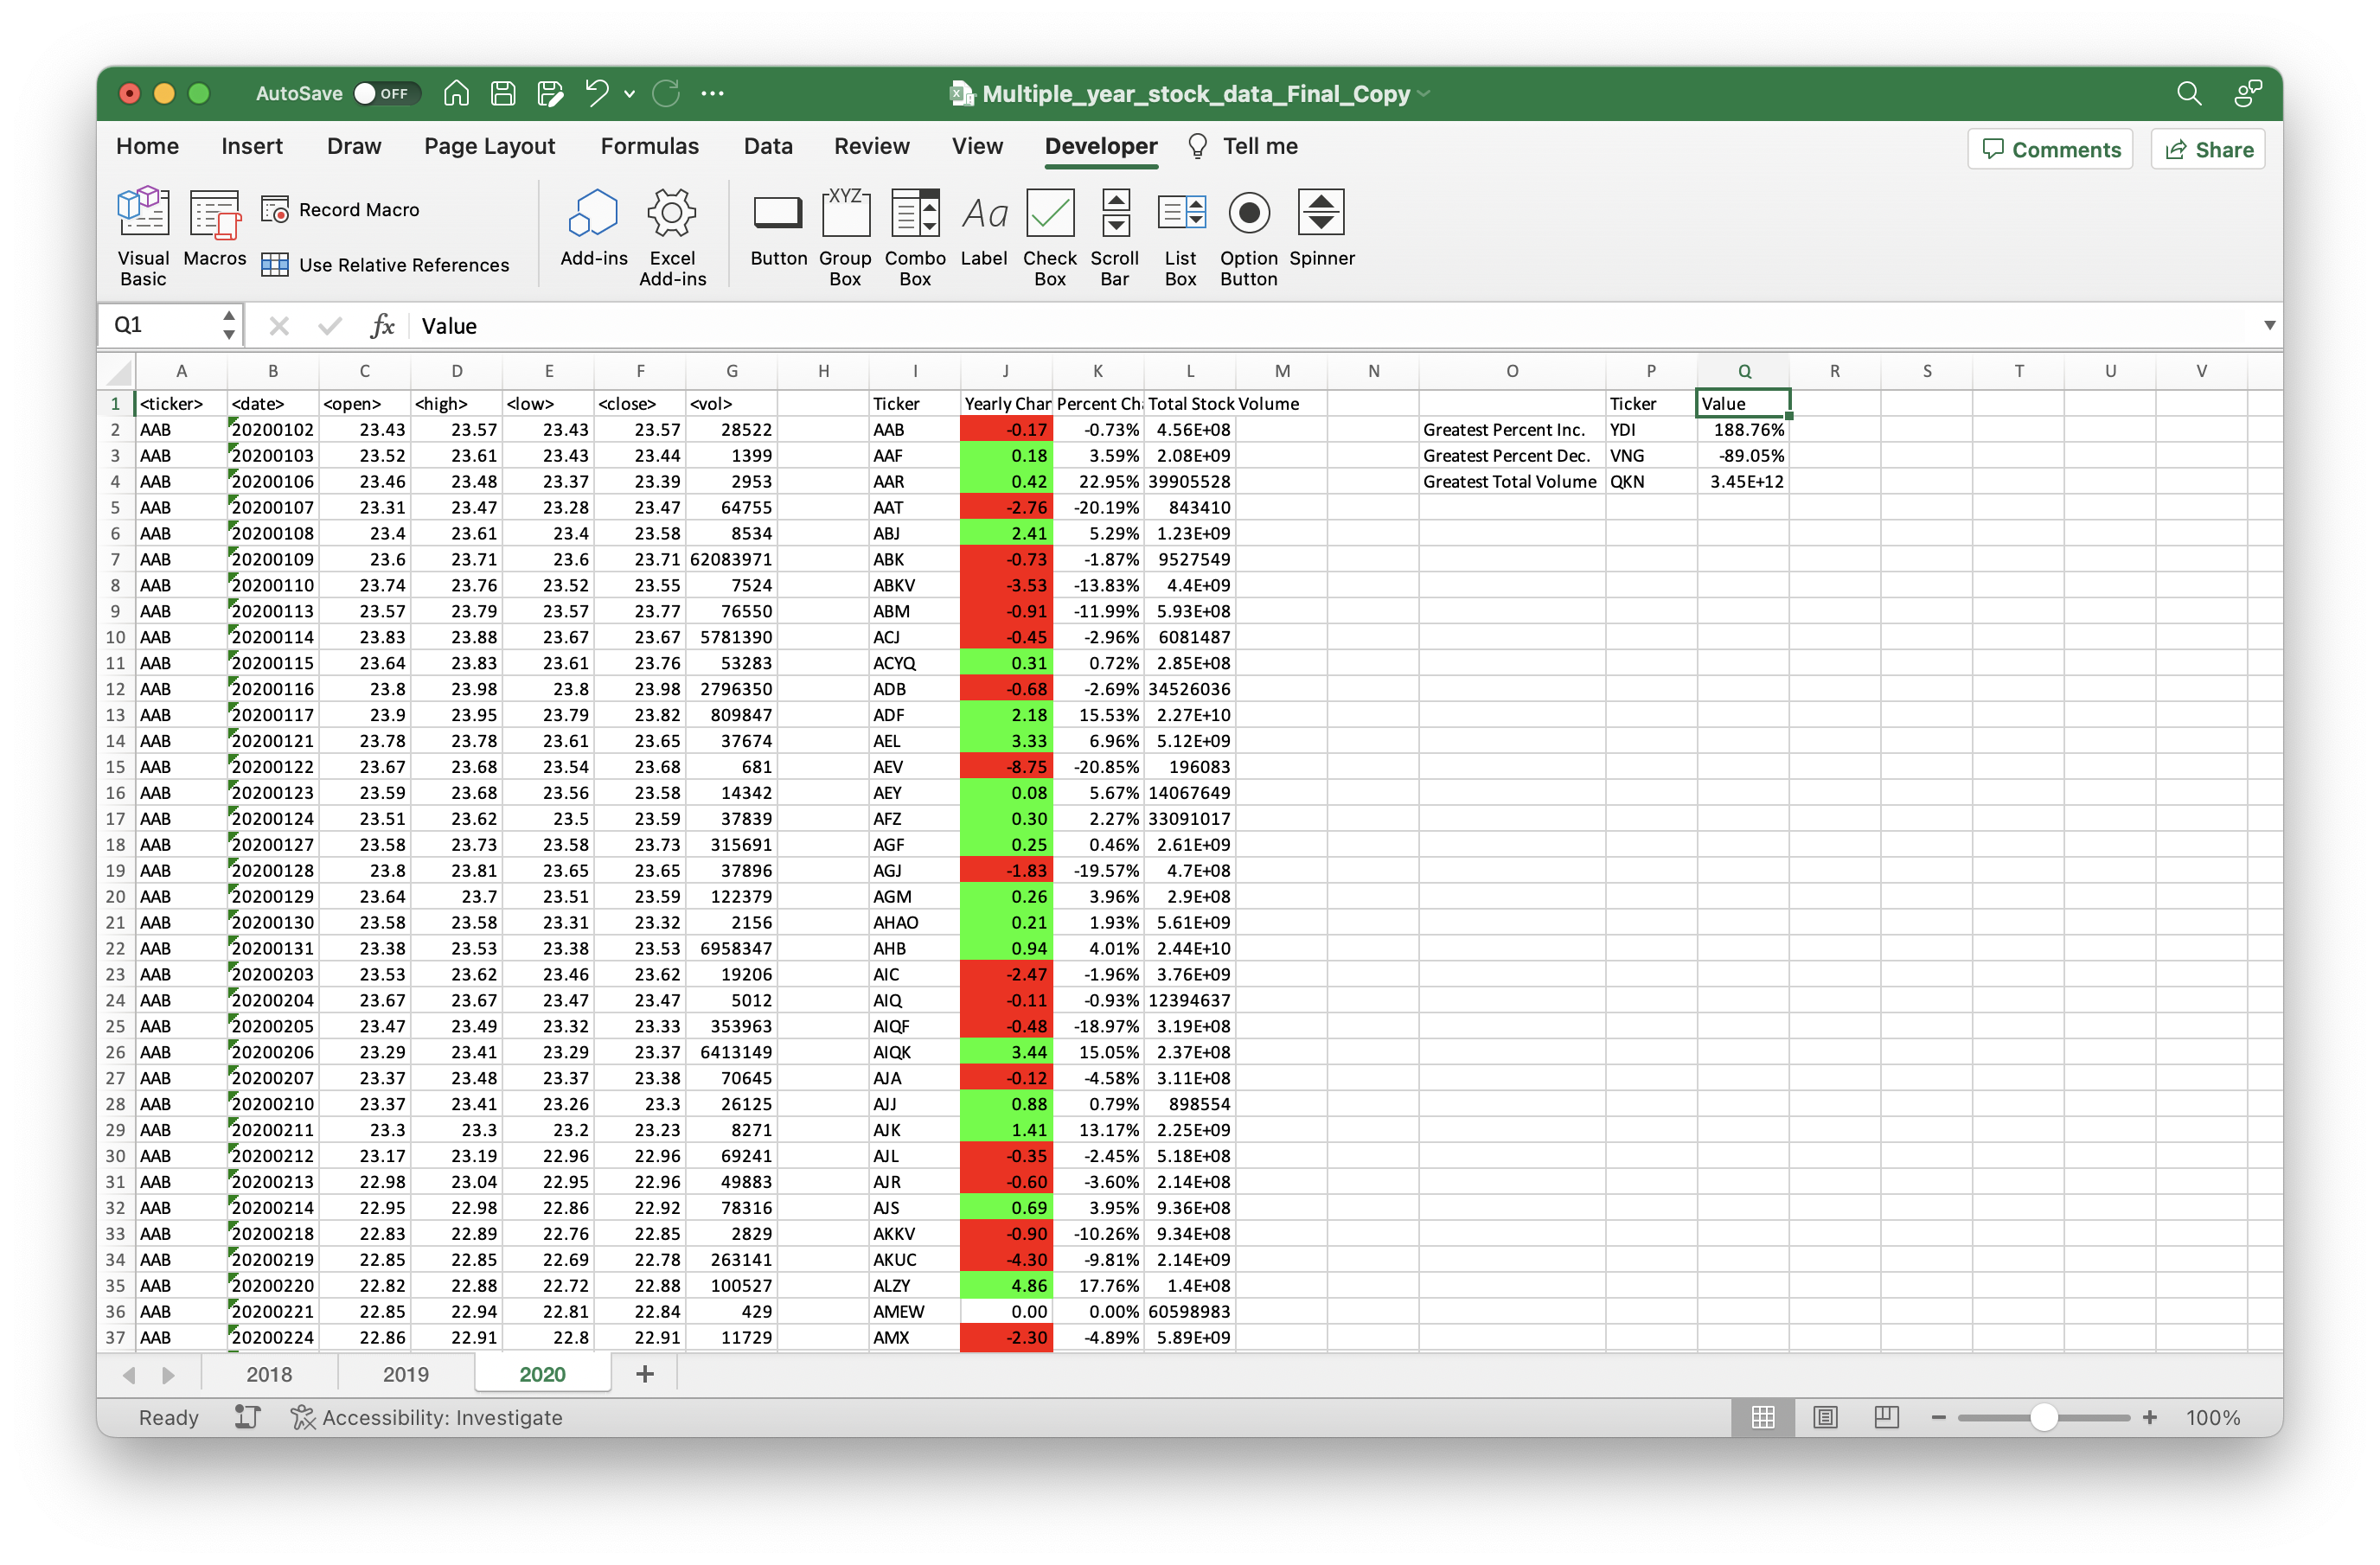 AutoSave OFF Multiple_year_stock_data_Final_Copy
Home Insert Draw Page Layout Formulas Data Review View Developer Tell me Comments Share
Visual Basic Macros Record Macro Use Relative References Add-ins Excel Add-ins Button Group Box Combo Box Label Check Box Scroll Bar List Box Option Button Spinner
XYZ Aa
Q1 fx Value
A B C D E F G H I J K L M N O P Q R S T U V
1 <ticker> <date> <open> <high> <low> <close> <vol> Ticker Yearly Char Percent Ch Total Stock Volume Ticker Value
2 AAB 20200102 23.43 23.57 23.43 23.57 28522 AAB -0.17 -0.73% 4.56E+08 Greatest Percent Inc. YDI 188.76%
3 AAB 20200103 23.52 23.61 23.43 23.44 1399 AAF 0.18 3.59% 2.08E+09 Greatest Percent Dec. VNG -89.05%
4 AAB 20200106 23.46 23.48 23.37 23.39 2953 AAR 0.42 22.95% 39905528 Greatest Total Volume QKN 3.45E+12
5 AAB 20200107 23.31 23.47 23.28 23.47 64755 AAT -2.76 -20.19% 843410
6 AAB 20200108 23.4 23.61 23.4 23.58 8534 ABJ 2.41 5.29% 1.23E+09
7 AAB 20200109 23.6 23.71 23.6 23.71 62083971 ABK -0.73 -1.87% 9527549
8 AAB 20200110 23.74 23.76 23.52 23.55 7524 ABKV -3.53 -13.83% 4.4E+09
9 AAB 20200113 23.57 23.79 23.57 23.77 76550 ABM -0.91 -11.99% 5.93E+08
10 AAB 20200114 23.83 23.88 23.67 23.67 5781390 ACJ -0.45 -2.96% 6081487
11 AAB 20200115 23.64 23.83 23.61 23.76 53283 ACYQ 0.31 0.72% 2.85E+08
12 AAB 20200116 23.8 23.98 23.8 23.98 2796350 ADB -0.68 -2.69% 34526036
13 AAB 20200117 23.9 23.95 23.79 23.82 809847 ADF 2.18 15.53% 2.27E+10
14 AAB 20200121 23.78 23.78 23.61 23.65 37674 AEL 3.33 6.96% 5.12E+09
15 AAB 20200122 23.67 23.68 23.54 23.68 681 AEV -8.75 -20.85% 196083
16 AAB 20200123 23.59 23.68 23.56 23.58 14342 AEY 0.08 5.67% 14067649
17 AAB 20200124 23.51 23.62 23.5 23.59 37839 AFZ 0.30 2.27% 33091017
18 AAB 20200127 23.58 23.73 23.58 23.73 315691 AGF 0.25 0.46% 2.61E+09
19 AAB 20200128 23.8 23.81 23.65 23.65 37896 AGJ -1.83 -19.57% 4.7E+08
20 AAB 20200129 23.64 23.7 23.51 23.59 122379 AGM 0.26 3.96% 2.9E+08
21 AAB 20200130 23.58 23.58 23.31 23.32 2156 AHAO 0.21 1.93% 5.61E+09
22 AAB 20200131 23.38 23.53 23.38 23.53 6958347 AHB 0.94 4.01% 2.44E+10
23 AAB 20200203 23.53 23.62 23.46 23.62 19206 AIC -2.47 -1.96% 3.76E+09
24 AAB 20200204 23.67 23.67 23.47 23.47 5012 AIQ -0.11 -0.93% 12394637
25 AAB 20200205 23.47 23.49 23.32 23.33 353963 AIQF -0.48 -18.97% 3.19E+08
26 AAB 20200206 23.29 23.41 23.29 23.37 6413149 AIQK 3.44 15.05% 2.37E+08
27 AAB 20200207 23.37 23.48 23.37 23.38 70645 AJA -0.12 -4.58% 3.11E+08
28 AAB 20200210 23.37 23.41 23.26 23.3 26125 AJJ 0.88 0.79% 898554
29 AAB 20200211 23.3 23.3 23.2 23.23 8271 AJK 1.41 13.17% 2.25E+09
30 AAB 20200212 23.17 23.19 22.96 22.96 69241 AJL -0.35 -2.45% 5.18E+08
31 AAB 20200213 22.98 23.04 22.95 22.96 49883 AJR -0.60 -3.60% 2.14E+08
32 AAB 20200214 22.95 22.98 22.86 22.92 78316 AJS 0.69 3.95% 9.36E+08
33 AAB 20200218 22.83 22.89 22.76 22.85 2829 AKKV -0.90 -10.26% 9.34E+08
34 AAB 20200219 22.85 22.85 22.69 22.78 263141 AKUC -4.30 -9.81% 2.14E+09
35 AAB 20200220 22.82 22.88 22.72 22.88 100527 ALZY 4.86 17.76% 1.4E+08
36 AAB 20200221 22.85 22.94 22.81 22.84 429 AMEW 0.00 0.00% 60598983
37 AAB 20200224 22.86 22.91 22.8 22.91 11729 AMX -2.30 -4.89% 5.89E+09
2018 2019 2020 +
Ready Accessibility: Investigate 100%